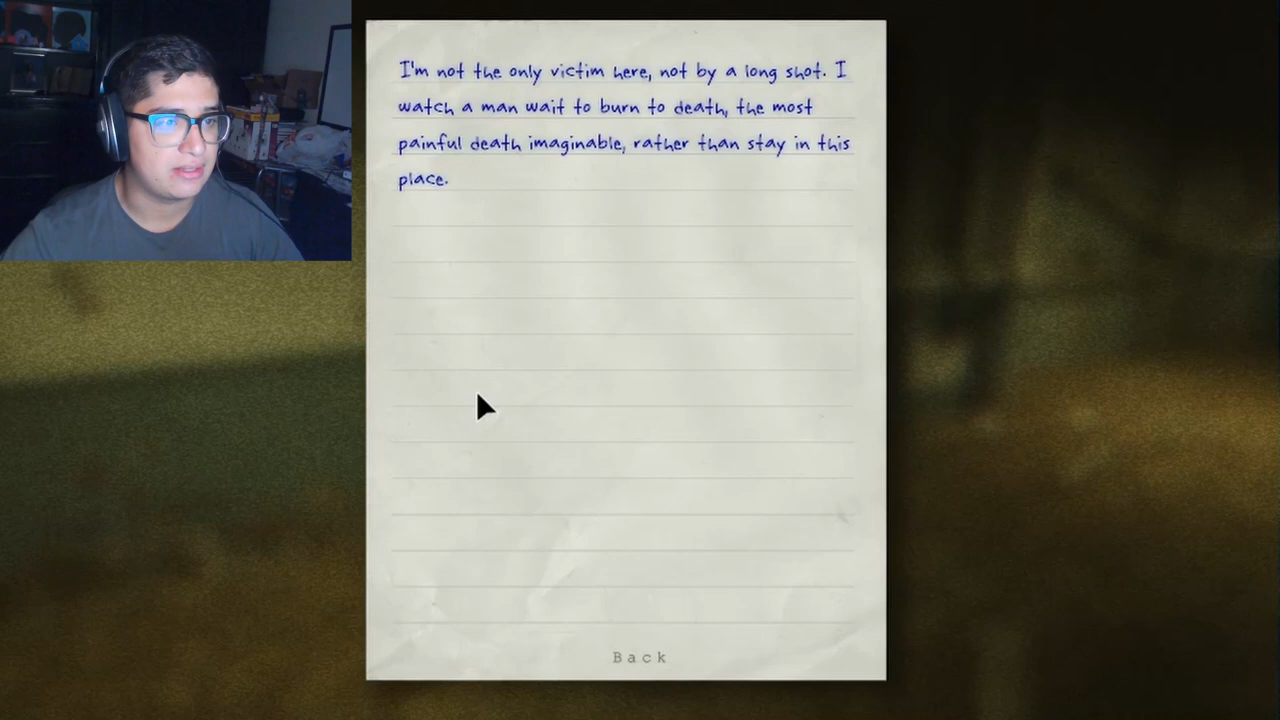 I'm not the only victim here, not by a long shot. I
watch a man wait to burn to death, the most
painful death imaginable, rather than stay in this
place.
Back